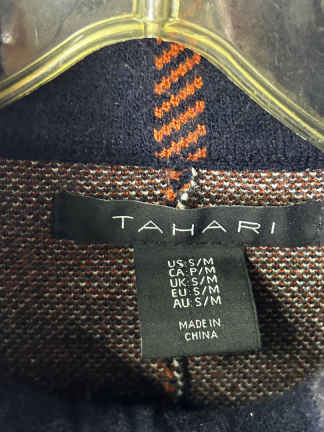 TAHARI
US: S/M
CA: P/M
UK: S/M
EU: S/M
AU: S/M
MADE IN
CHINA